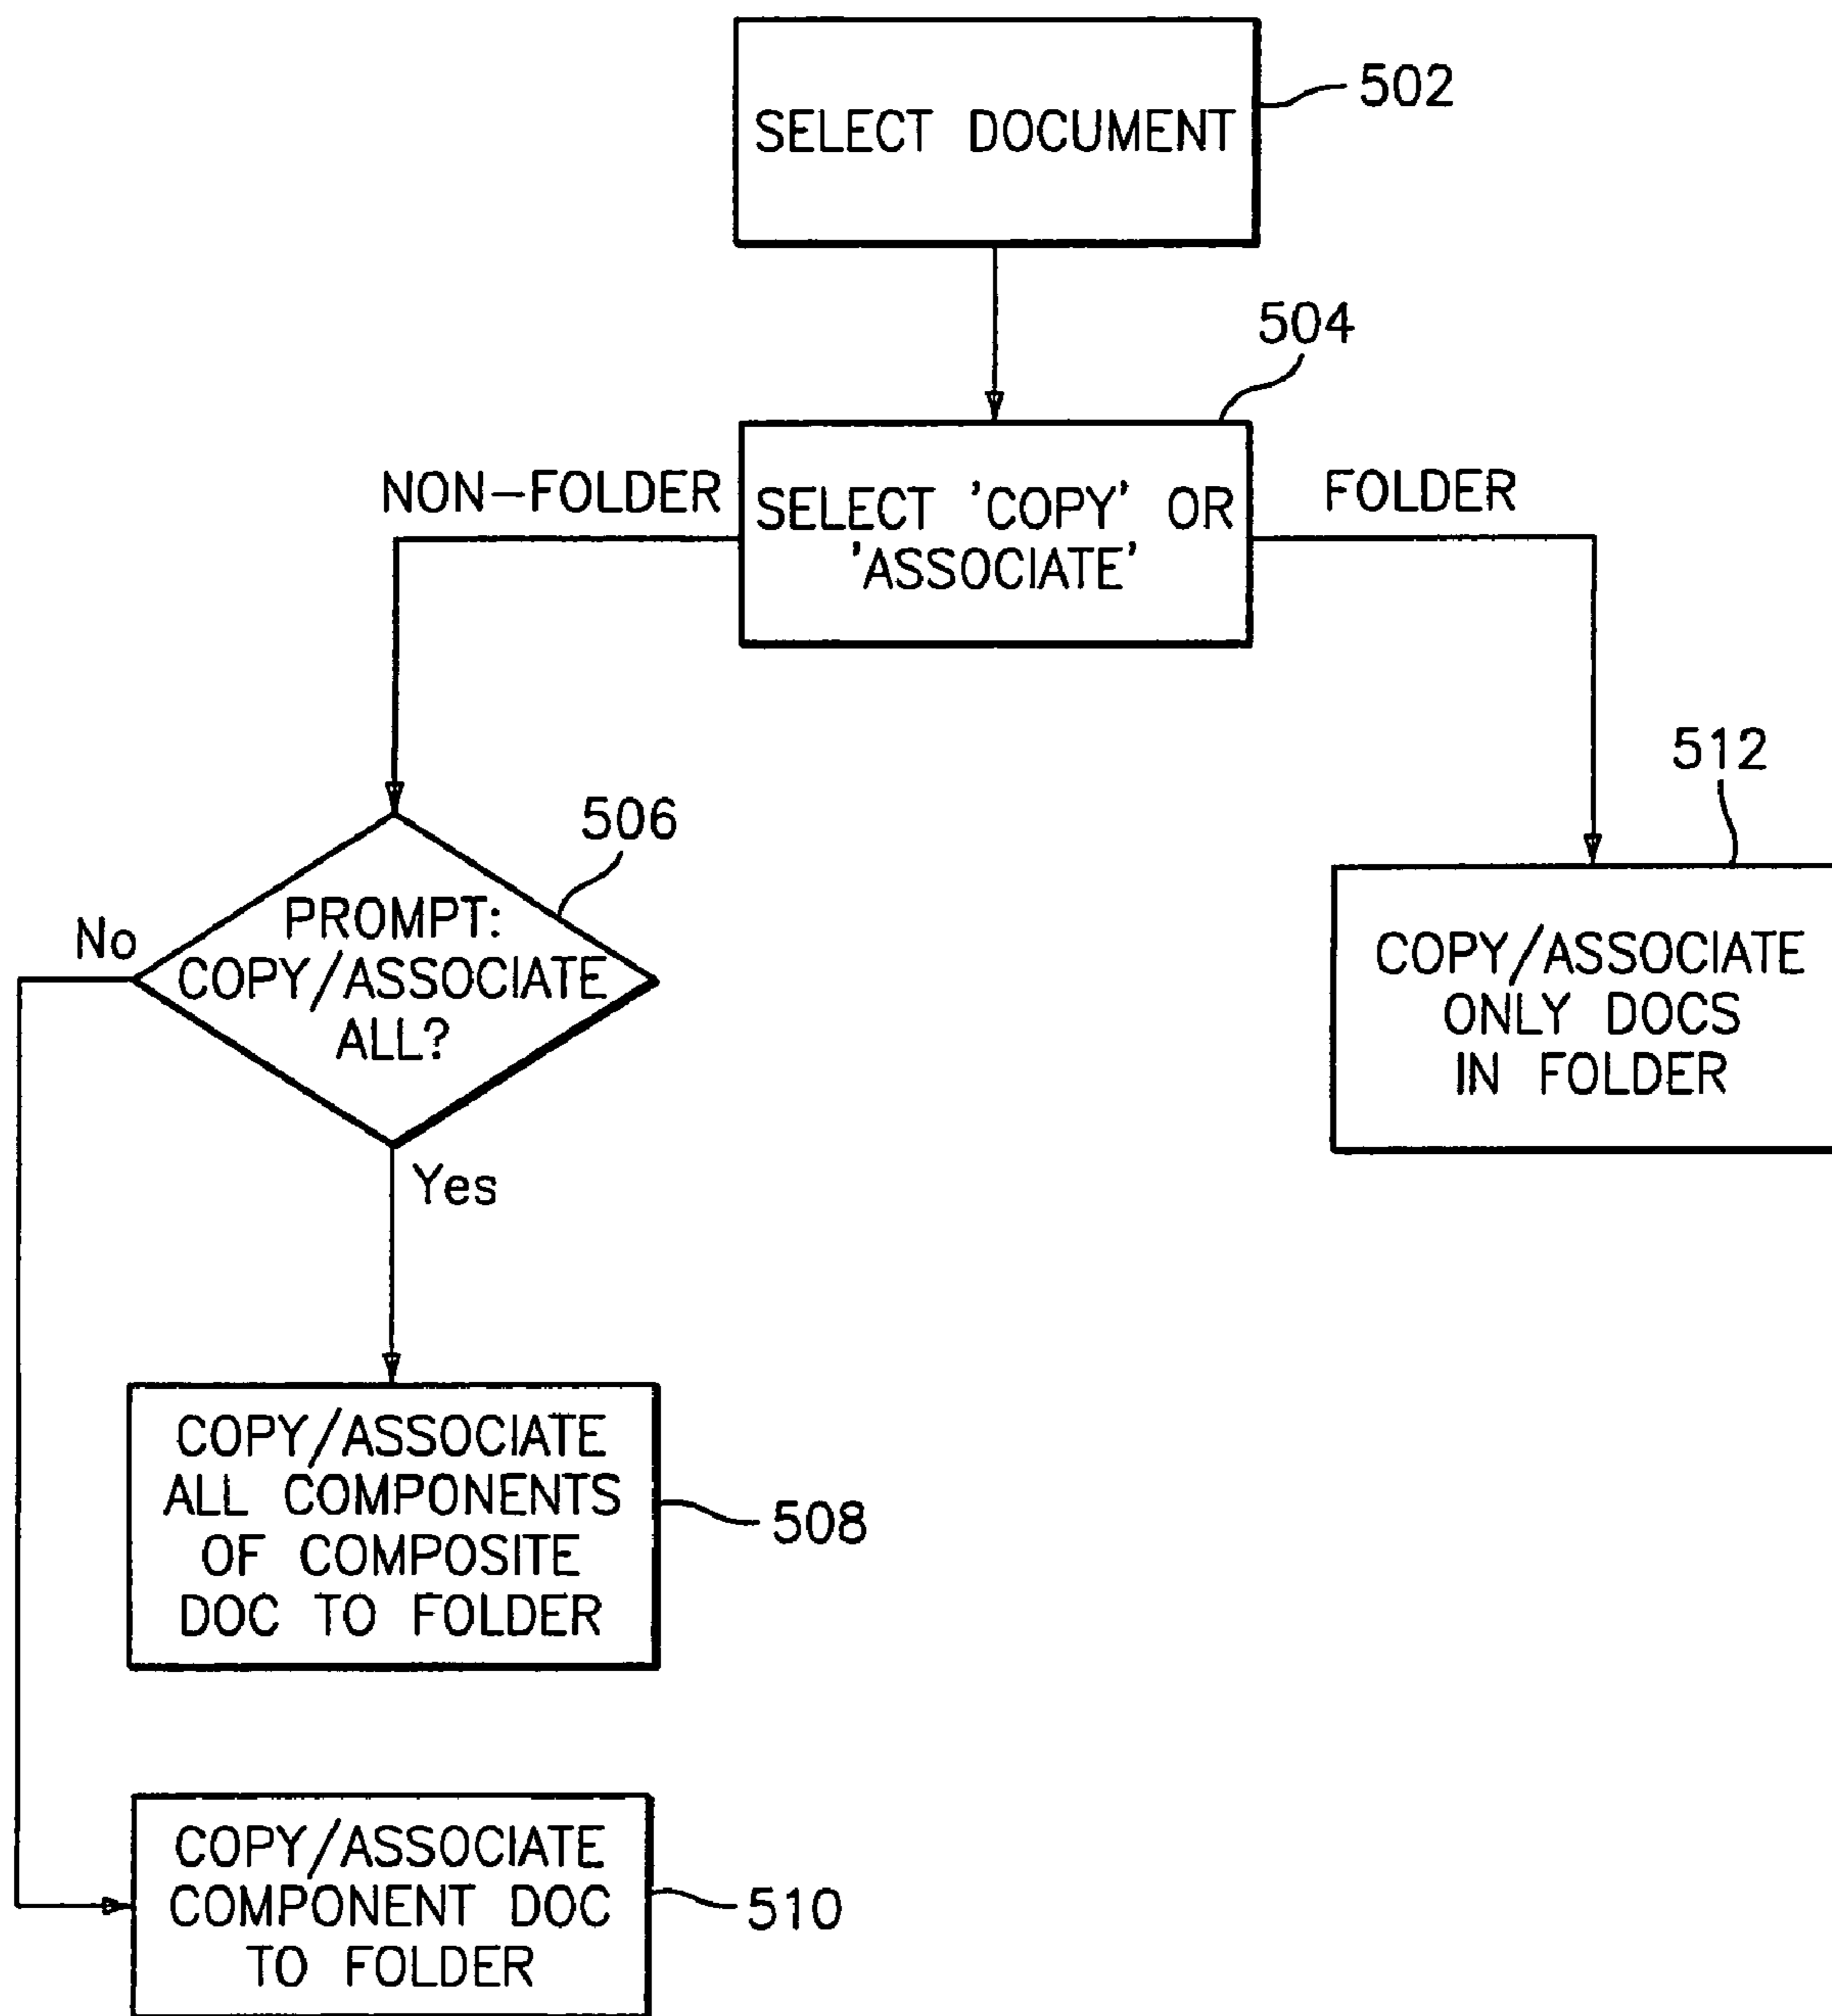 SELECT DOCUMENT
502
504
NON-FOLDER
SELECT 'COPY' OR
'ASSOCIATE'
FOLDER
512
506
PROMPT:
COPY/ASSOCIATE
ALL?
No
Yes
COPY/ASSOCIATE
ONLY DOCS
IN FOLDER
COPY/ASSOCIATE
ALL COMPONENTS
OF COMPOSITE
DOC TO FOLDER
508
COPY/ASSOCIATE
COMPONENT DOC
TO FOLDER
510